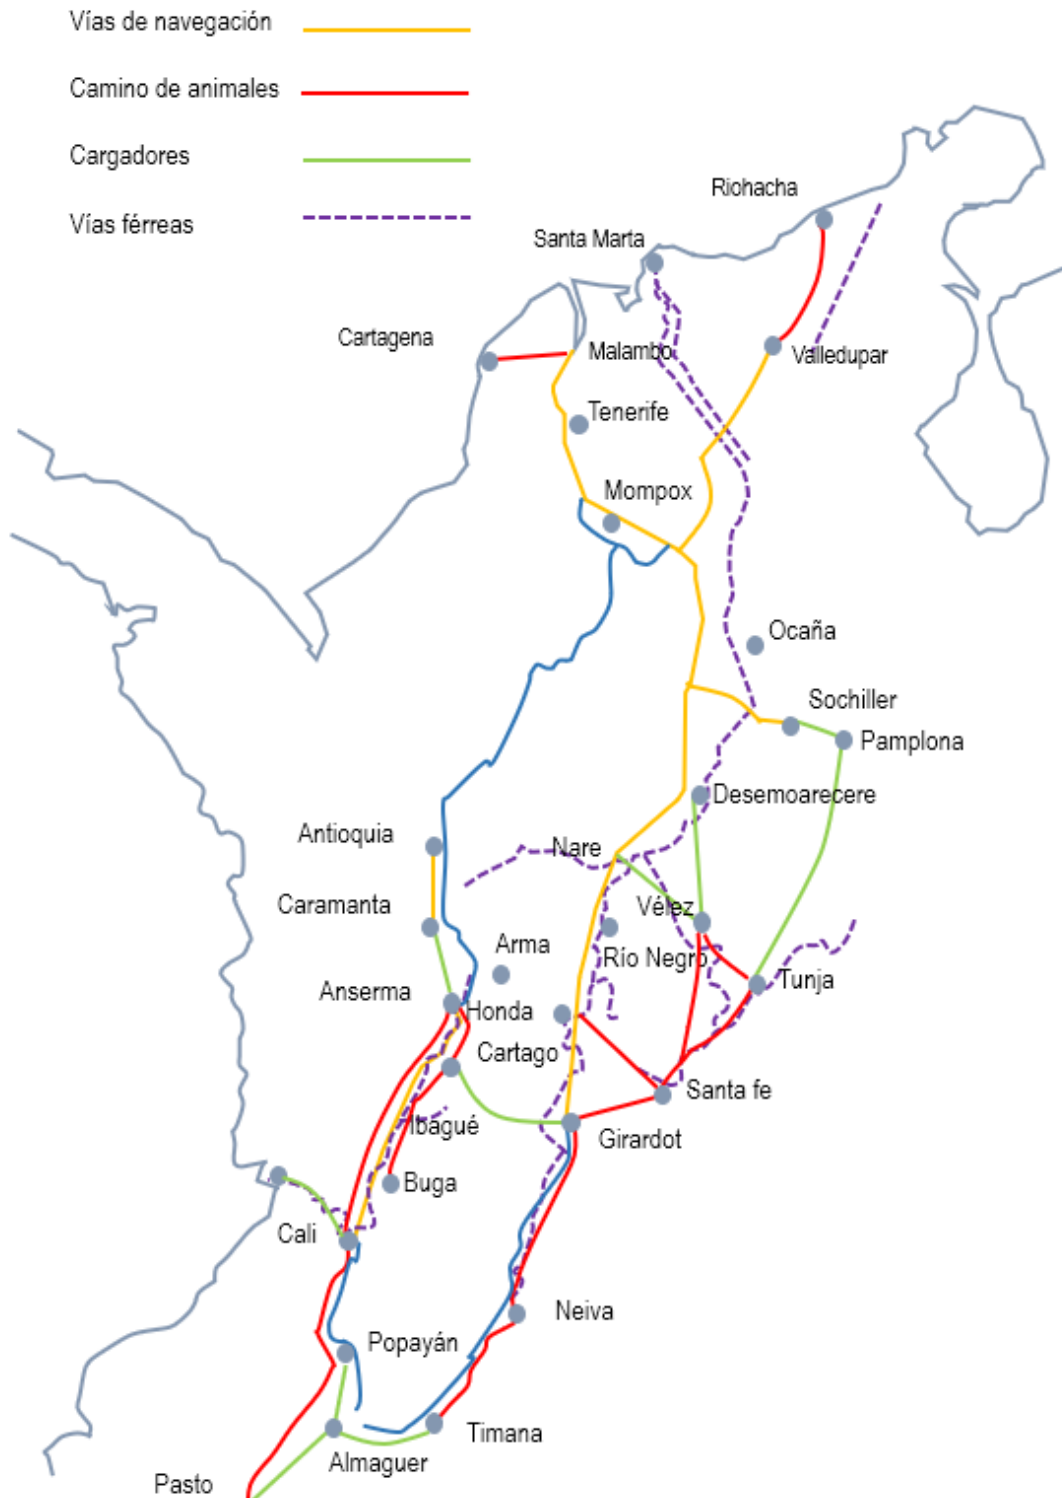 Vías de navegación
Camino de animales
Cargadores
Vías férreas
Riohacha
Santa Marta
Cartagena
Malambo
Valledupar
Tenerife
Mompox
Ocaña
Sochiller
Pamplona
Desemoarecere
Antioquia
Nare
Caramanta
Vélez
Arma
Río Negro
Tunja
Anserma
Honda
Cartago
Santa fe
Ibagué
Girardot
Buga
Cali
Neiva
Popayán
Timana
Almaguer
Pasto